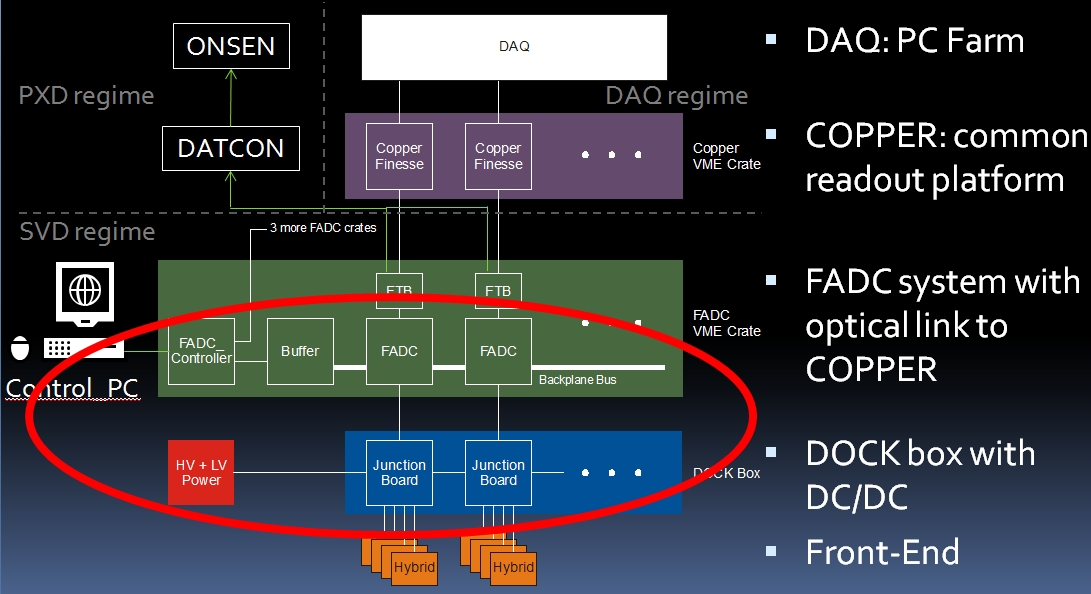 ONSEN
DAQ
PXD regime
DAQ regime
DATCON
Copper
Finesse
Copper
Finesse
Copper
VME Crate
SVD regime
3 more FADC crates
FTB
FTB
FADC
VME Crate
FADC_
Controller
Buffer
FADC
FADC
Backplane Bus
Control_PC
HV + LV
Power
Junction
Board
Junction
Board
DOCK Box
Hybrid
Hybrid
DAQ: PC Farm
COPPER: common
readout platform
FADC system with
optical link to
COPPER
DOCK box with
DC/DC
Front-End